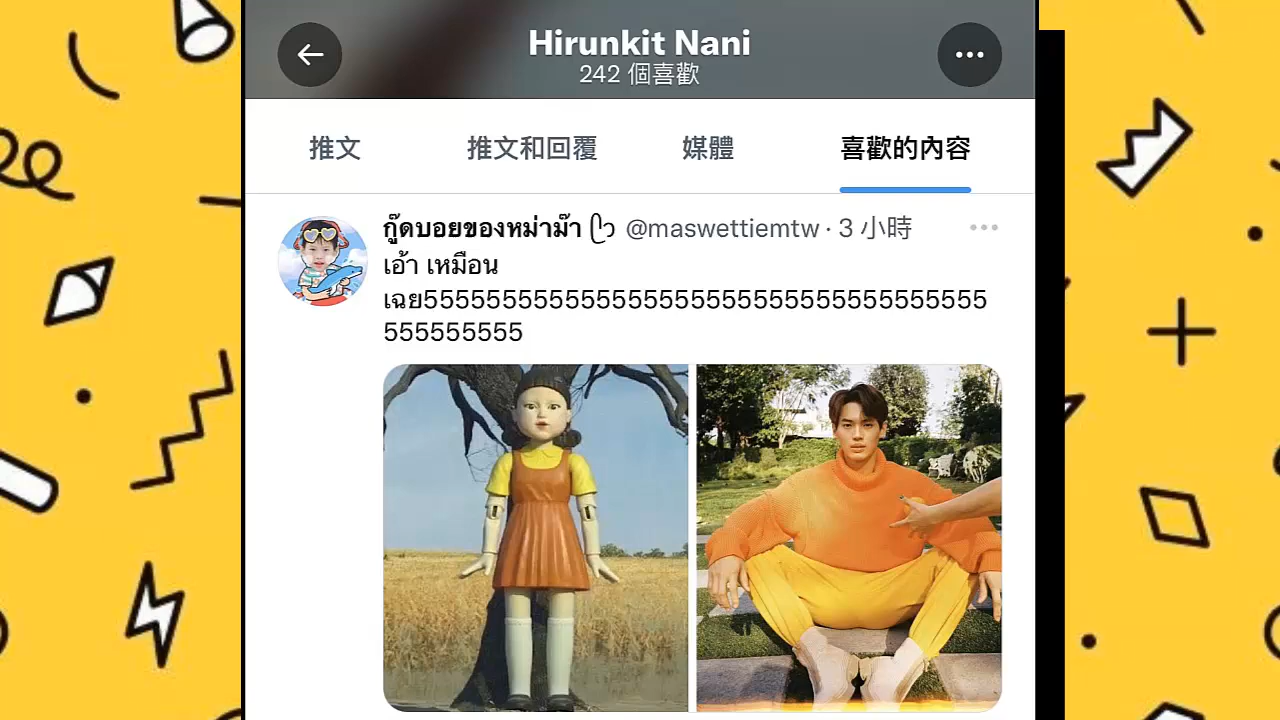 Hirunkit Nani
242 個喜歡
推文 推文和回覆 媒體 喜歡的內容
กู๊ดบอยของหม่าม๊า @maswettiemtw · 3 小時
เอ้า เหมือน
เฉย555555555555555555555555555555555555
555555555